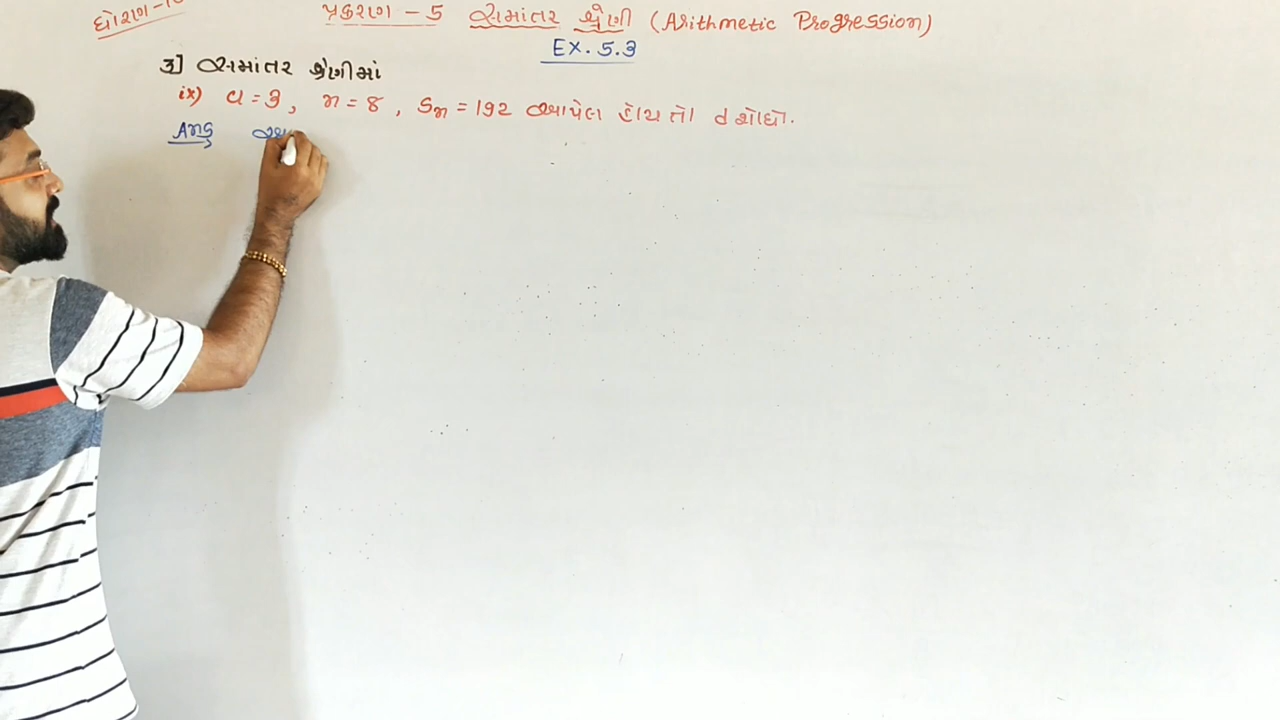 ધોરણ-10 પ્રકરણ - 5 સમાંતર શ્રેણી (Arithmetic Progression)
EX. 5.3
3] સમાંતર શ્રેણીમાં
ix) a = 3, n = 8, Sn = 192 આપેલ હોય તો d શોધો.
Ans